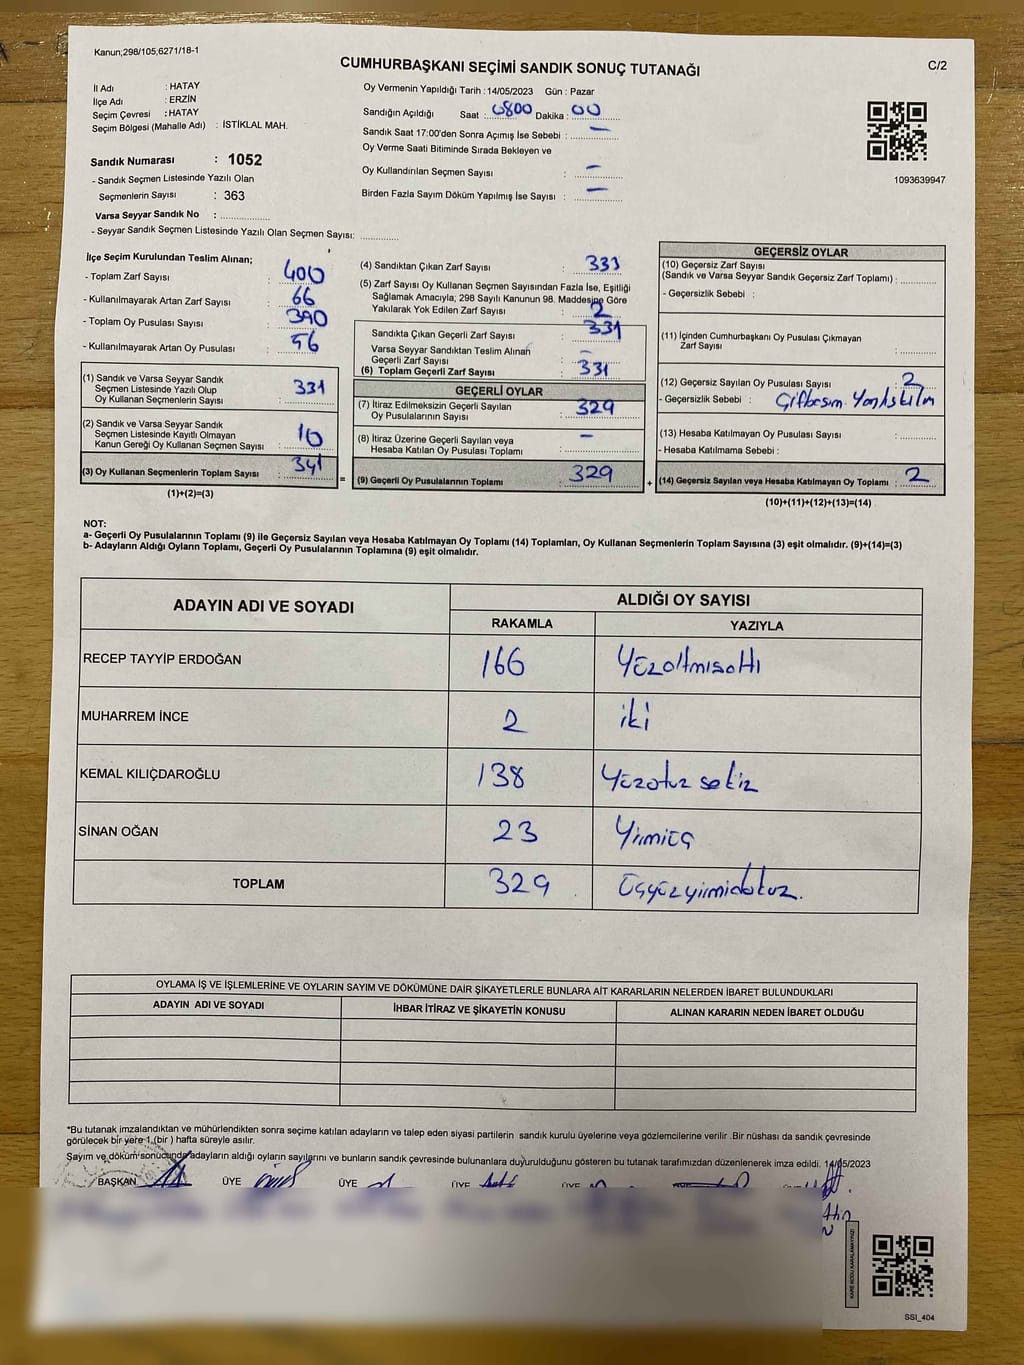 Kanun;298/105,6271/18-1
C/2
CUMHURBAŞKANI SEÇİMİ SANDIK SONUÇ TUTANAĞI
İl Adı : HATAY
İlçe Adı : ERZİN
Seçim Çevresi : HATAY
Seçim Bölgesi (Mahalle Adı) : İSTİKLAL MAH.
Sandık Numarası : 1052
- Sandık Seçmen Listesinde Yazılı Olan
Seçmenlerin Sayısı : 363
Varsa Seyyar Sandık No : ..............
- Seyyar Sandık Seçmen Listesinde Yazılı Olan Seçmen Sayısı: ............
Oy Vermenin Yapıldığı Tarih : 14/05/2023 Gün : Pazar
Sandığın Açıldığı Saat : 0800 Dakika : 00
Sandık Saat 17:00'den Sonra Açımış İse Sebebi : —
Oy Verme Saati Bitiminde Sırada Bekleyen ve
Oy Kullandırılan Seçmen Sayısı : —
Birden Fazla Sayım Döküm Yapılmış İse Sayısı : —
1093639947
İlçe Seçim Kurulundan Teslim Alınan;
- Toplam Zarf Sayısı : 400
- Kullanılmayarak Artan Zarf Sayısı : 66
- Toplam Oy Pusulası Sayısı : 390
- Kullanılmayarak Artan Oy Pusulası : 56
(1) Sandık ve Varsa Seyyar Sandık
Seçmen Listesinde Yazılı Olup
Oy Kullanan Seçmenlerin Sayısı : 331
(2) Sandık ve Varsa Seyyar Sandık
Seçmen Listesinde Kayıtlı Olmayan
Kanun Gereği Oy Kullanan Seçmen Sayısı : 10
(3) Oy Kullanan Seçmenlerin Toplam Sayısı : 341
(1)+(2)=(3)
(4) Sandıktan Çıkan Zarf Sayısı : 333
(5) Zarf Sayısı Oy Kullanan Seçmen Sayısından Fazla İse, Eşitliği
Sağlamak Amacıyla; 298 Sayılı Kanunun 98. Maddesine Göre
Yakılarak Yok Edilen Zarf Sayısı : 2
Sandıkta Çıkan Geçerli Zarf Sayısı : 331
Varsa Seyyar Sandıktan Teslim Alınan
Geçerli Zarf Sayısı : —
(6) Toplam Geçerli Zarf Sayısı : 331
GEÇERLİ OYLAR
(7) İtiraz Edilmeksizin Geçerli Sayılan
Oy Pusulalarının Sayısı : 329
(8) İtiraz Üzerine Geçerli Sayılan veya
Hesaba Katılan Oy Pusulası Toplamı : —
= (9) Geçerli Oy Pusulalarının Toplamı : 329
GEÇERSİZ OYLAR
(10) Geçersiz Zarf Sayısı
(Sandık ve Varsa Seyyar Sandık Geçersiz Zarf Toplamı) : ............
- Geçersizlik Sebebi :
(11) İçinden Cumhurbaşkanı Oy Pusulası Çıkmayan
Zarf Sayısı : ............
(12) Geçersiz Sayılan Oy Pusulası Sayısı : 2
- Geçersizlik Sebebi :
(13) Hesaba Katılmayan Oy Pusulası Sayısı : ............
- Hesaba Katılmama Sebebi :
+ (14) Geçersiz Sayılan veya Hesaba Katılmayan Oy Toplamı : 2
(10)+(11)+(12)+(13)=(14)
NOT:
a- Geçerli Oy Pusulalarının Toplamı (9) ile Geçersiz Sayılan veya Hesaba Katılmayan Oy Toplamı (14) Toplamları, Oy Kullanan Seçmenlerin Toplam Sayısına (3) eşit olmalıdır. (9)+(14)=(3)
b- Adayların Aldığı Oyların Toplamı, Geçerli Oy Pusulalarının Toplamına (9) eşit olmalıdır.
ADAYIN ADI VE SOYADI ALDIĞI OY SAYISI
RAKAMLA YAZIYLA
RECEP TAYYİP ERDOĞAN 166 Yüzaltmışaltı
MUHARREM İNCE 2 iki
KEMAL KILIÇDAROĞLU 138 Yüzotuz sekiz
SİNAN OĞAN 23 Yirmiüç
TOPLAM 329 Üçyüzyirmidokuz.
OYLAMA İŞ VE İŞLEMLERİNE VE OYLARIN SAYIM VE DÖKÜMÜNE DAİR ŞİKAYETLERLE BUNLARA AİT KARARLARIN NELERDEN İBARET BULUNDUKLARI
ADAYIN ADI VE SOYADI İHBAR İTİRAZ VE ŞİKAYETİN KONUSU ALINAN KARARIN NEDEN İBARET OLDUĞU
*Bu tutanak imzalandıktan ve mühürlendikten sonra seçime katılan adayların ve talep eden siyasi partilerin sandık kurulu üyelerine veya gözlemcilerine verilir .Bir nüshası da sandık çevresinde
görülecek bir yere 1 (bir ) hafta süreyle asılır.
Sayım ve döküm sonucunda adayların aldığı oyların sayılarını ve bunların sandık çevresinde bulunanlara duyurulduğunu gösteren bu tutanak tarafımızdan düzenlenerek imza edildi. 14/05/2023
BAŞKAN ÜYE ÜYE ÜYE ÜYE
KARE KODU KARALAMAYINIZ!
SSI_404